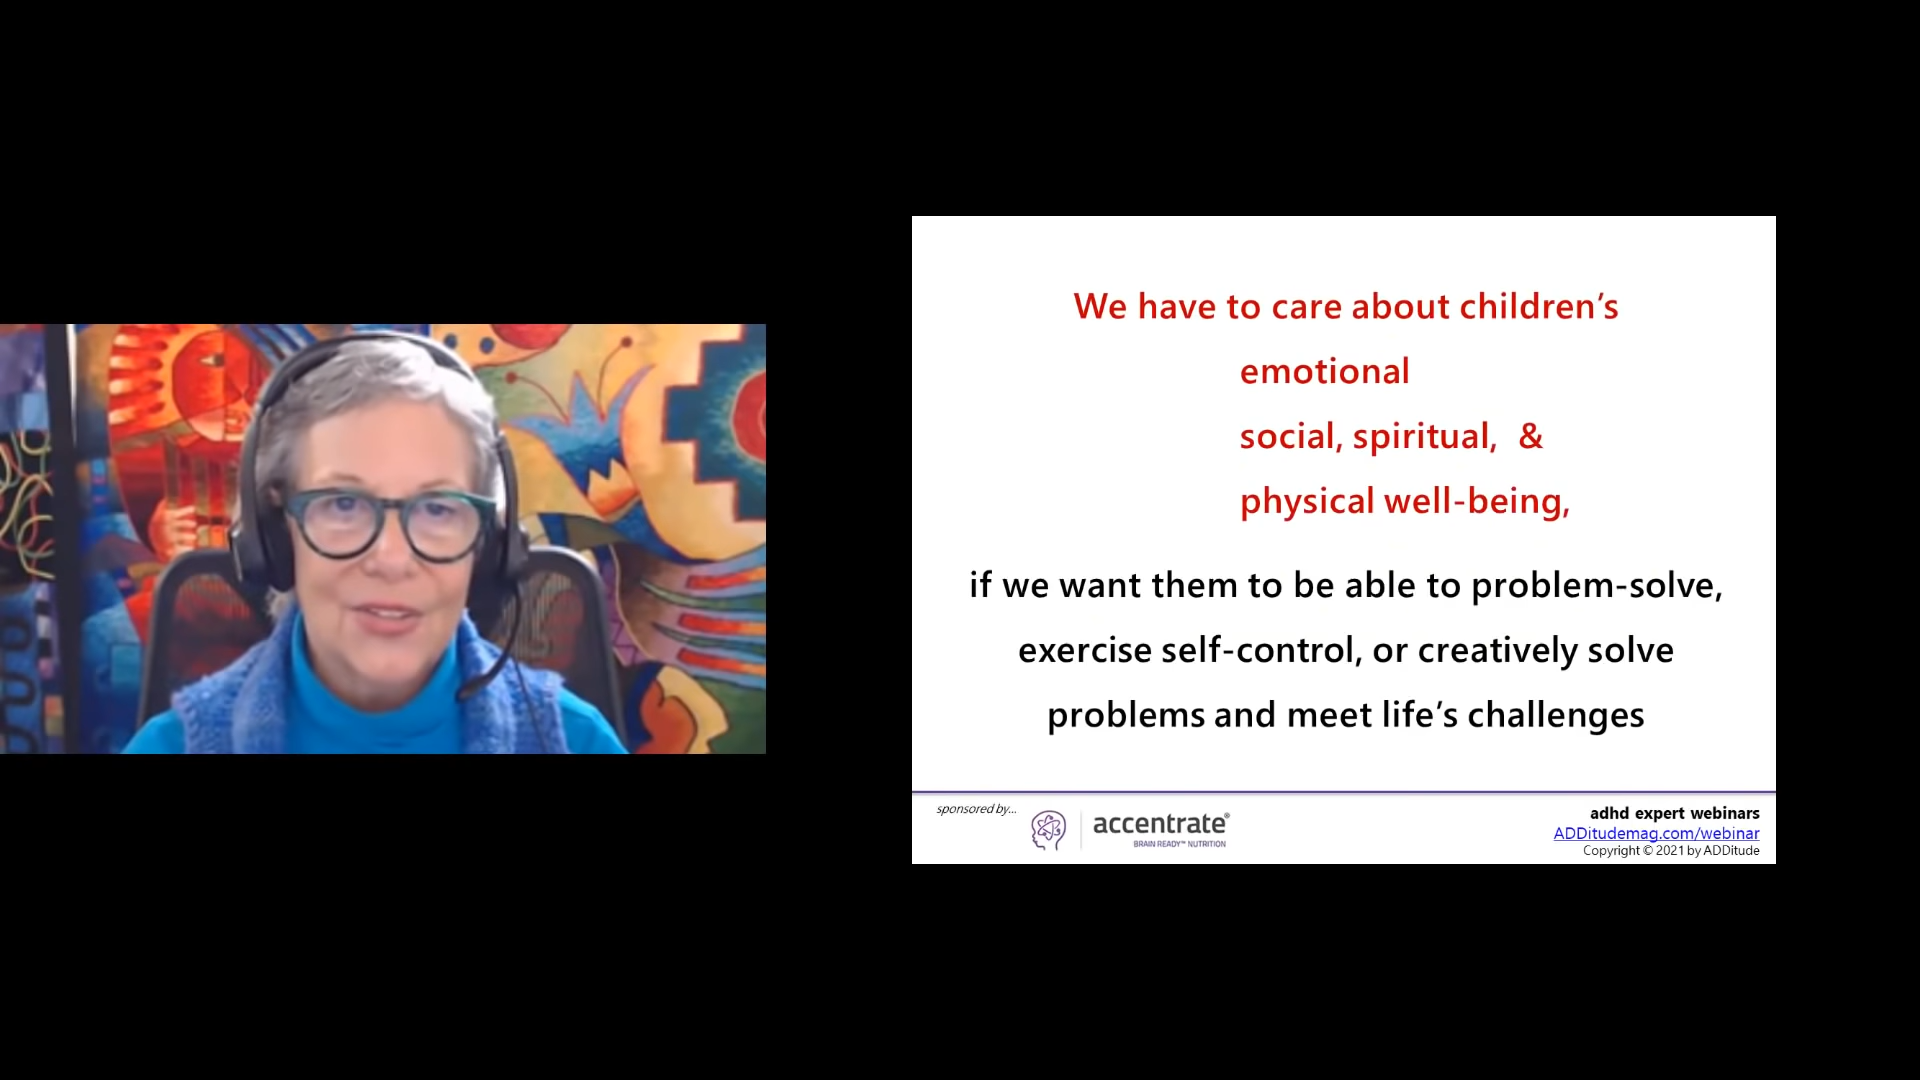 We have to care about children’s
emotional
social, spiritual, &
physical well-being,
if we want them to be able to problem-solve,
exercise self-control, or creatively solve
problems and meet life’s challenges
sponsored by...
accentrate®
BRAIN READY™ NUTRITION
adhd expert webinars
ADDitudemag.com/webinar
Copyright © 2021 by ADDitude